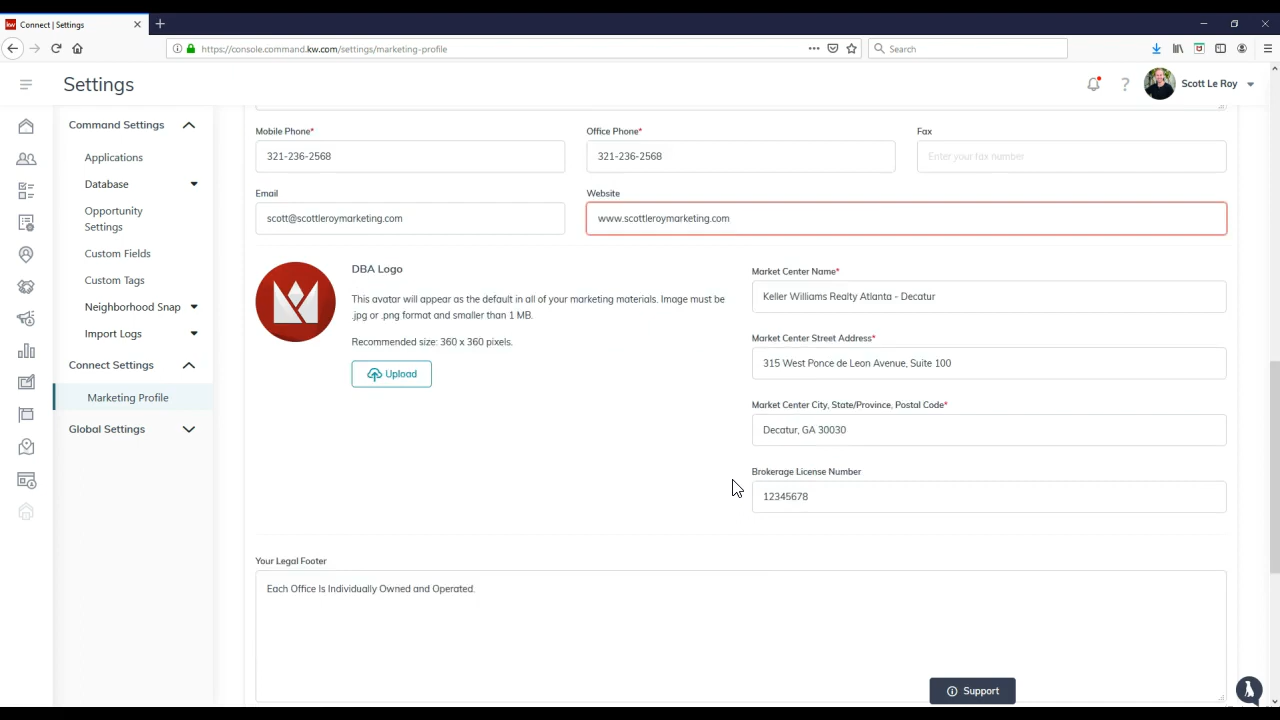 Connect | Settings
https://console.command.kw.com/settings/marketing-profile
Search
Settings
Scott Le Roy
Command Settings
Applications
Database
Opportunity
Settings
Custom Fields
Custom Tags
Neighborhood Snap
Import Logs
Connect Settings
Marketing Profile
Global Settings
Mobile Phone*
321-236-2568
Office Phone*
321-236-2568
Fax
Enter your fax number
Email
scott@scottleroymarketing.com
Website
www.scottleroymarketing.com
DBA Logo
This avatar will appear as the default in all of your marketing materials. Image must be
.jpg or .png format and smaller than 1 MB.
Recommended size: 360 x 360 pixels.
Upload
Market Center Name*
Keller Williams Realty Atlanta - Decatur
Market Center Street Address*
315 West Ponce de Leon Avenue, Suite 100
Market Center City, State/Province, Postal Code*
Decatur, GA 30030
Brokerage License Number
12345678
Your Legal Footer
Each Office Is Individually Owned and Operated.
Support